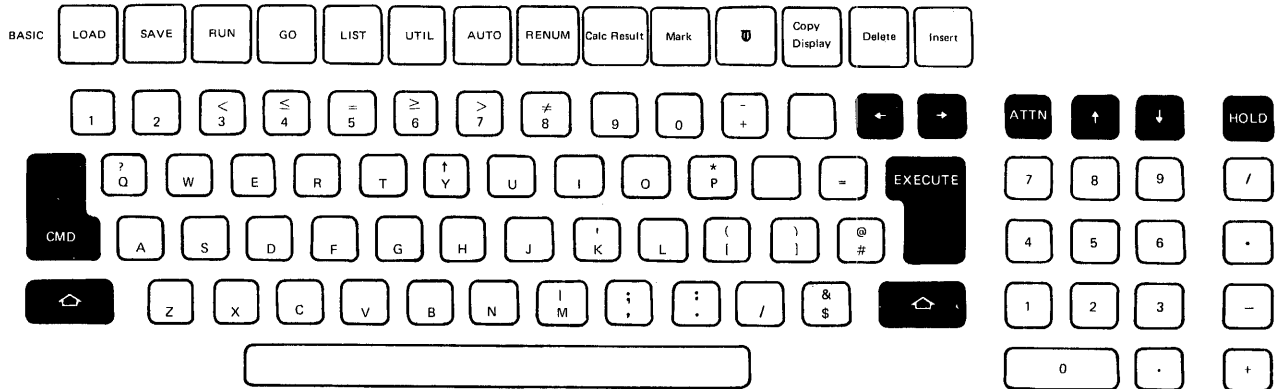 BASIC LOAD SAVE RUN GO LIST UTIL AUTO RENUM Calc Result Mark Copy Display Delete Insert
1 2 < 3 ≤ 4 = 5 ≥ 6 > 7 ≠ 8 9 0 - + ← → ATTN ↑ ↓ HOLD
? Q W E R T ↑ Y U I O * P = EXECUTE 7 8 9 /
CMD A S D F G H J ' K L ( [ ) ] @ # 4 5 6
Z X C V B N | M ; , : . / & $ 1 2 3 −
0 . +